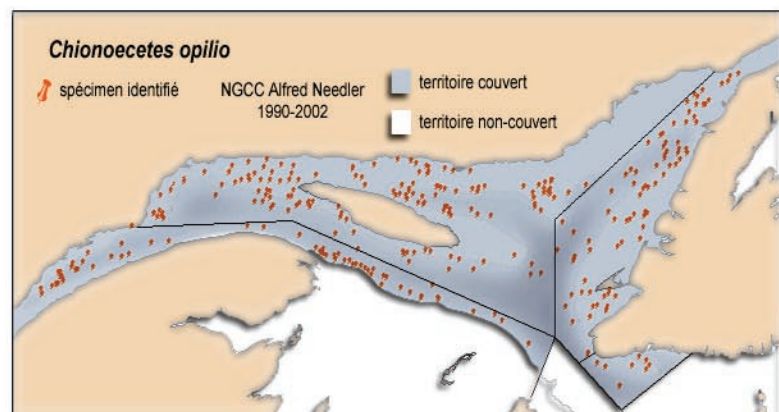 Chionoecetes opilio
spécimen identifié
NGCC Alfred Needler
1990-2002
territoire couvert
territoire non-couvert